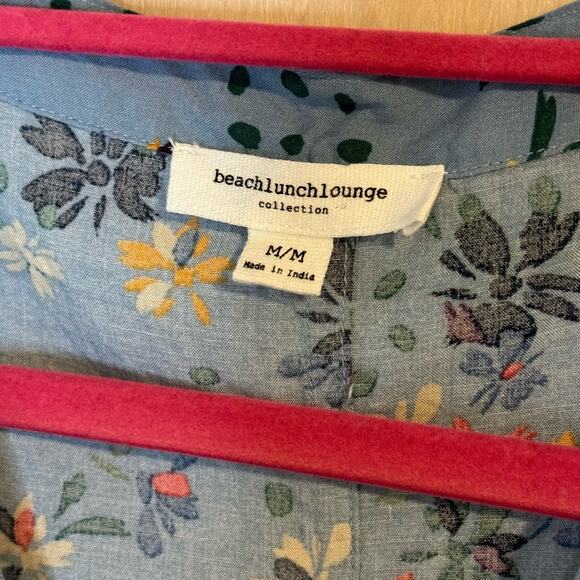 beachlunchlounge
collection
M/M
Made in India